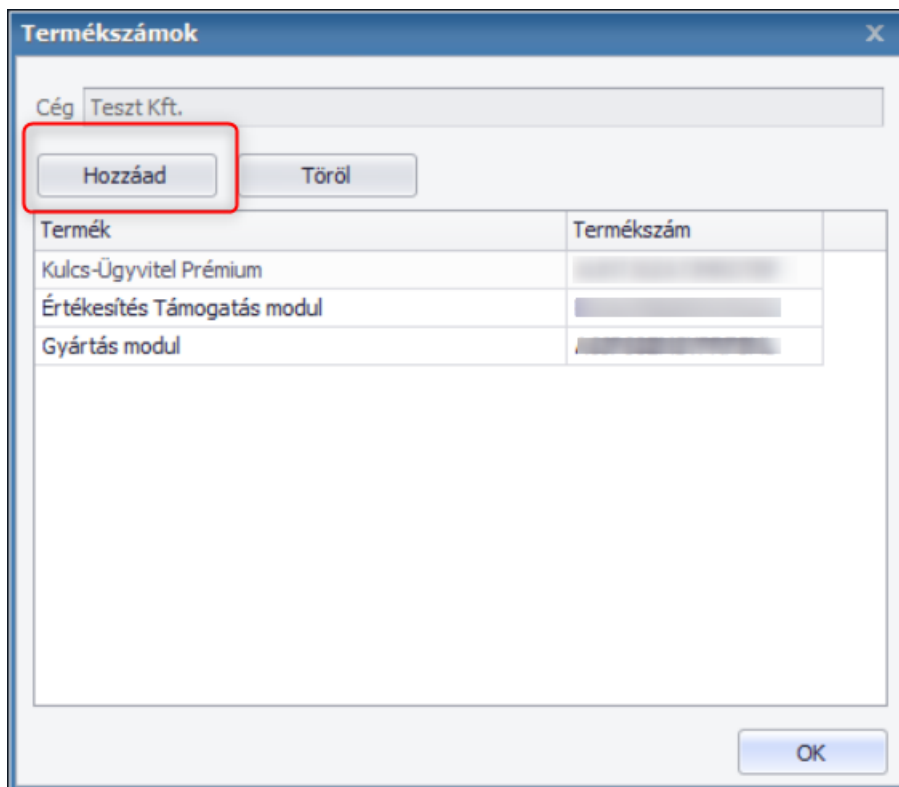 Termékszámok
Cég Teszt Kft.
Hozzáad Töröl
Termék Termékszám
Kulcs-Ügyvitel Prémium
Értékesítés Támogatás modul
Gyártás modul
OK